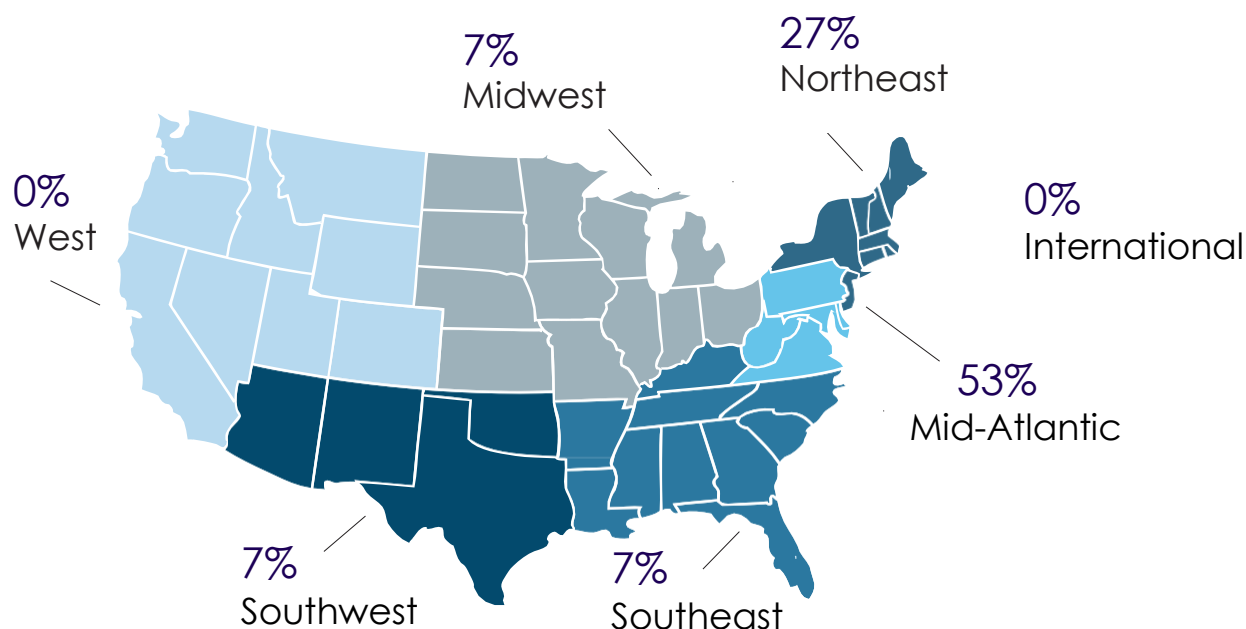 27%
Northeast
7%
Midwest
0%
West
0%
International
53%
Mid-Atlantic
7%
Southwest
7%
Southeast